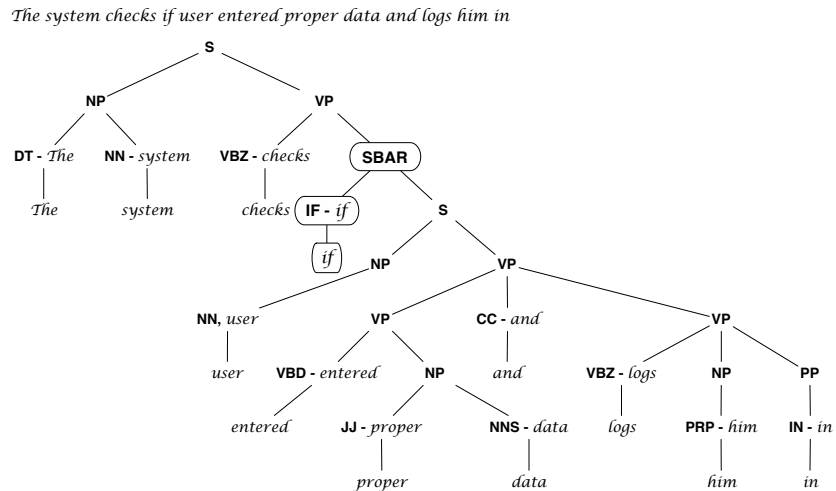 The system checks if user entered proper data and logs him in
S
NP VP
DT - The NN - system VBZ - checks SBAR
The system checks IF - if S
if NP VP
NN, user VP CC - and VP
user VBD - entered NP and VBZ - logs NP PP
entered JJ - proper NNS - data logs PRP - him IN - in
proper data him in